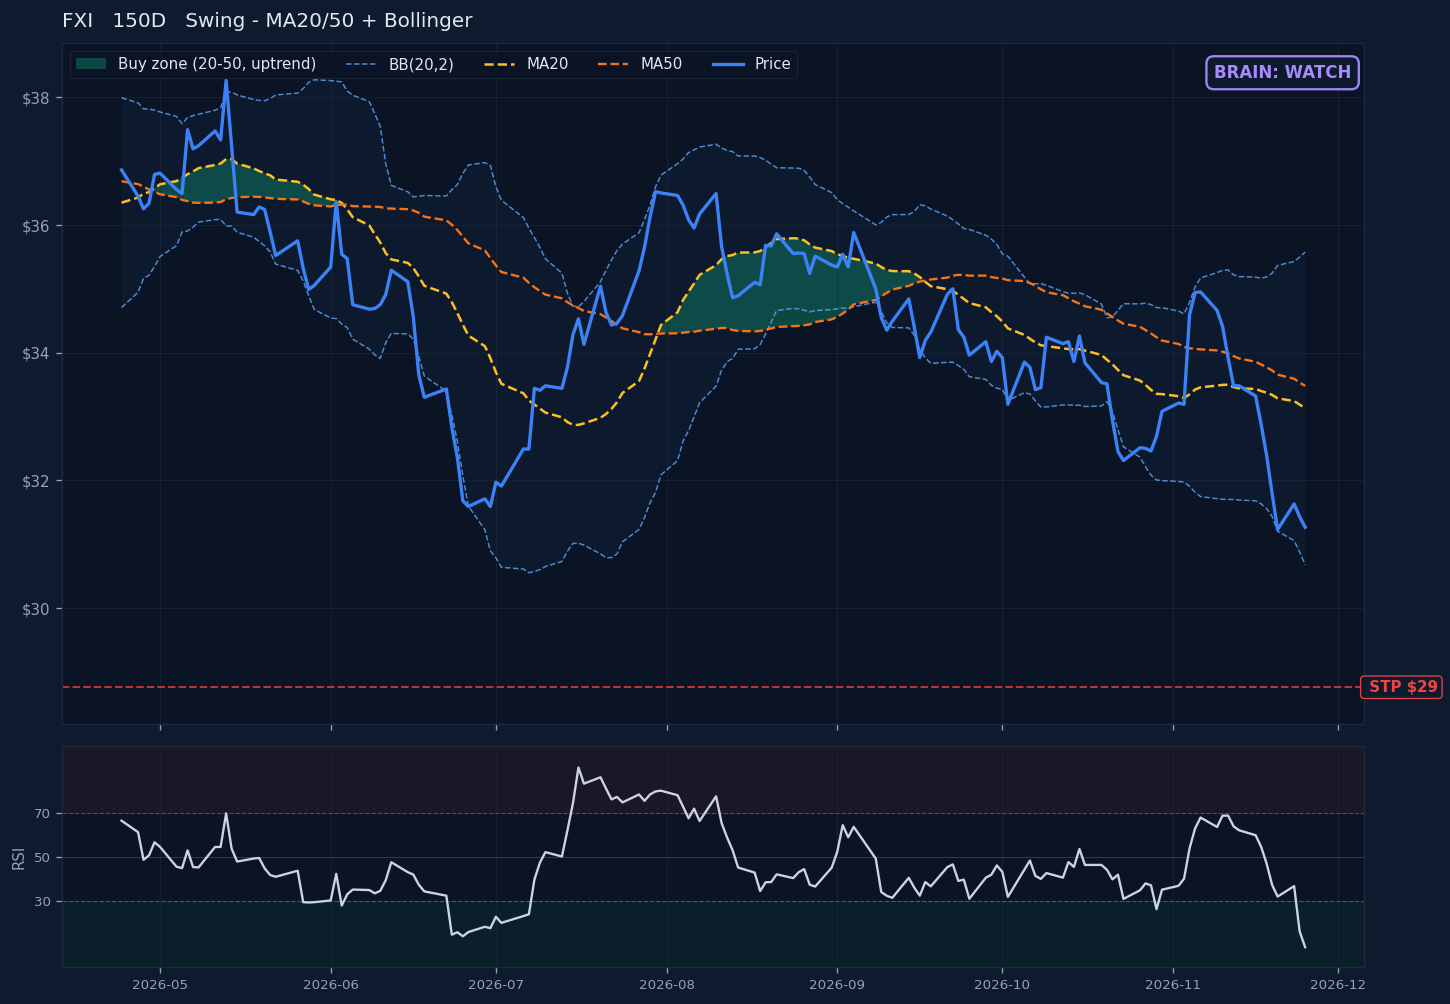 FXI   150D   Swing - MA20/50 + Bollinger
Buy zone (20-50, uptrend)   BB(20,2)   MA20   MA50   Price
BRAIN: WATCH
$38
$36
$34
$32
$30
STP $29
RSI
70
50
30
2026-05   2026-06   2026-07   2026-08   2026-09   2026-10   2026-11   2026-12